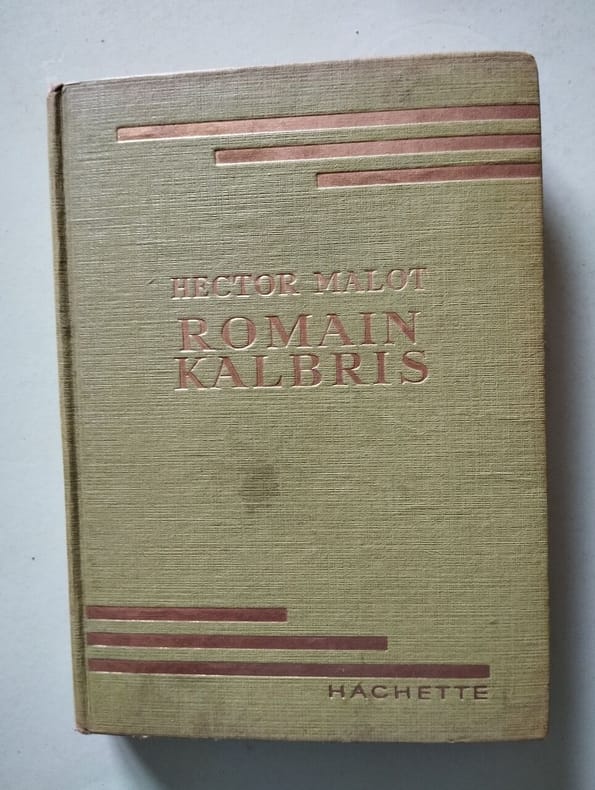 HECTOR MALOT
ROMAIN
KALBRIS
HACHETTE